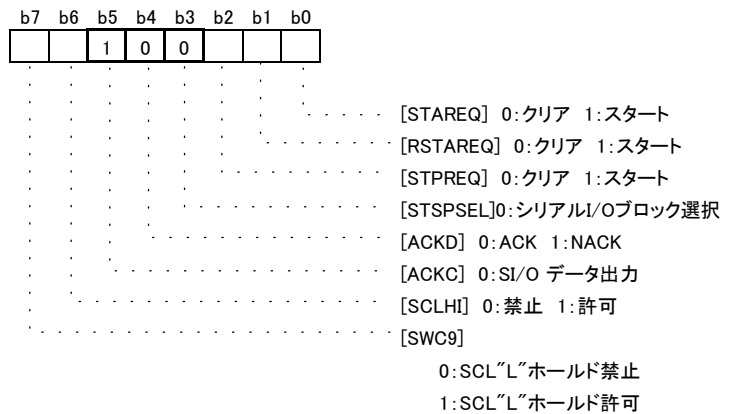 b7 b6 b5 b4 b3 b2 b1 b0
1 0 0
[STAREQ] 0:クリア 1:スタート
[RSTAREQ] 0:クリア 1:スタート
[STPREQ] 0:クリア 1:スタート
[STSPSEL]0:シリアルI/Oブロック選択
[ACKD] 0:ACK 1:NACK
[ACKC] 0:SI/O データ出力
[SCLHI] 0:禁止 1:許可
[SWC9]
0:SCL"L"ホールド禁止
1:SCL"L"ホールド許可